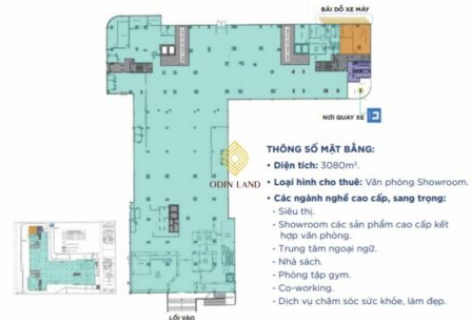 BÃI ĐỖ XE MÁY
NƠI QUAY XE
ODIN LAND
THÔNG SỐ MẶT BẰNG:
• Diện tích: 3080m².
• Loại hình cho thuê: Văn phòng Showroom.
• Các ngành nghề cao cấp, sang trọng:
- Siêu thị.
- Showroom các sản phẩm cao cấp kết
hợp văn phòng.
- Trung tâm ngoại ngữ.
- Nhà sách.
- Phòng tập gym.
- Co-working.
- Dịch vụ chăm sóc sức khỏe, làm đẹp.
LỐI VÀO